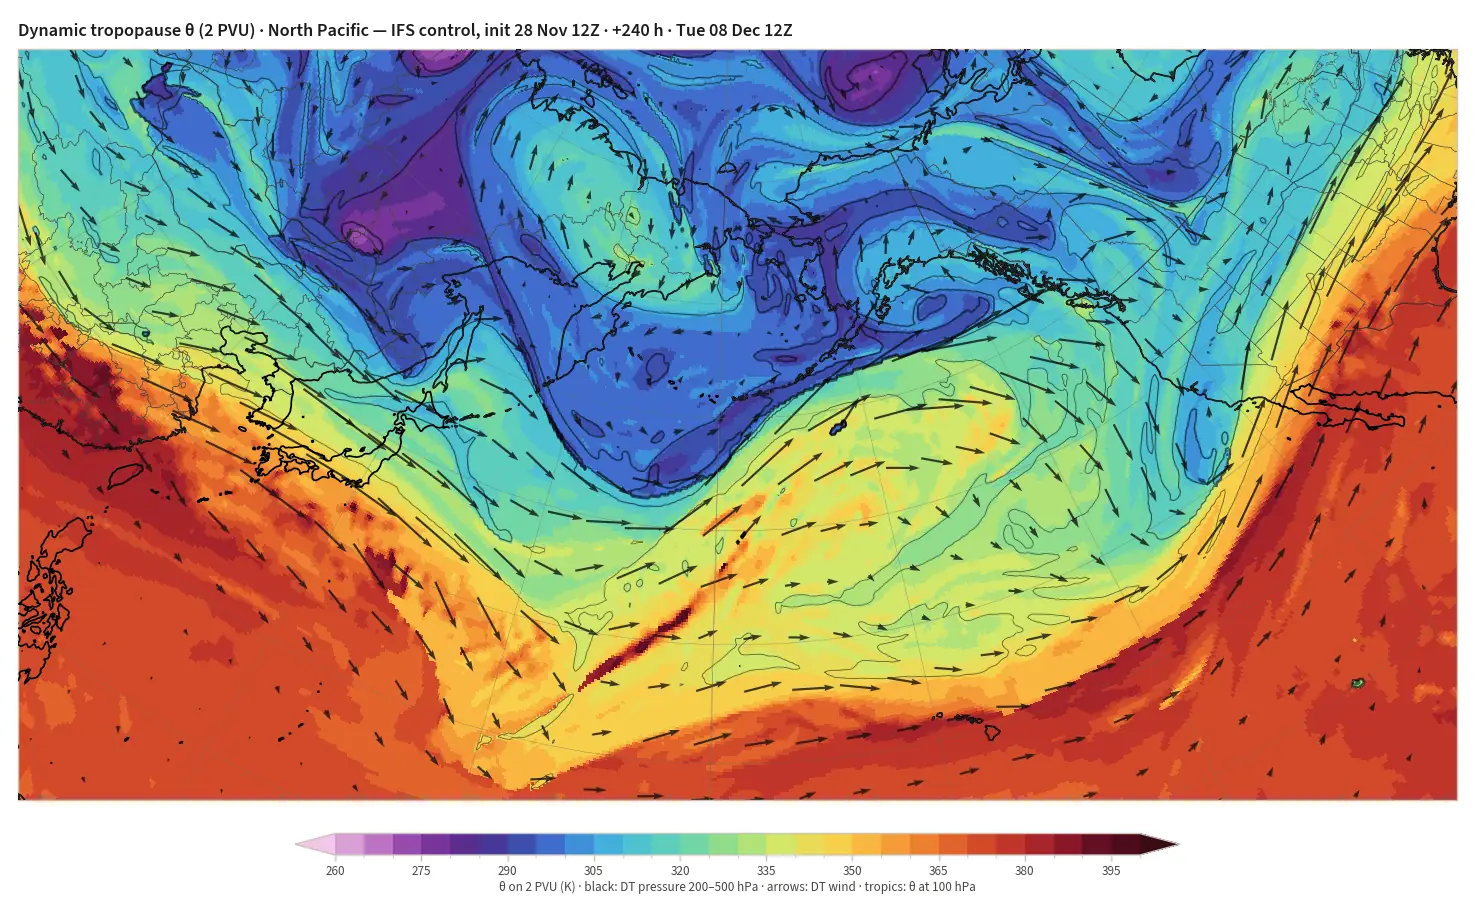 Dynamic tropopause θ (2 PVU) · North Pacific — IFS control, init 28 Nov 12Z · +240 h · Tue 08 Dec 12Z
260 275 290 305 320 335 350 365 380 395
θ on 2 PVU (K) · black: DT pressure 200–500 hPa · arrows: DT wind · tropics: θ at 100 hPa